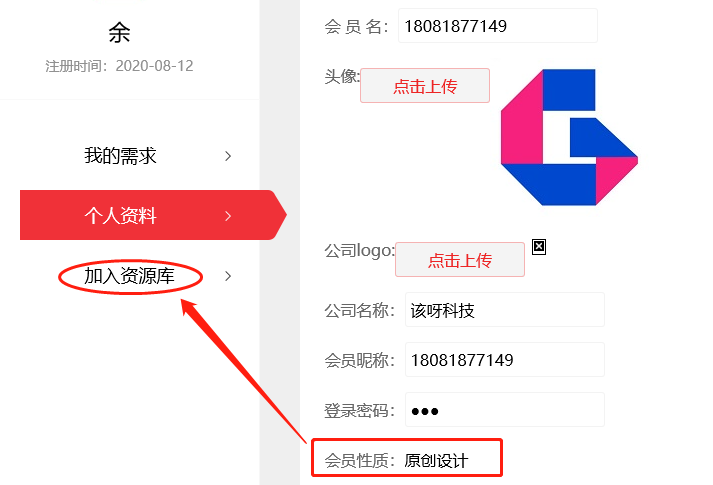 余
注册时间：2020-08-12
我的需求
个人资料
加入资源库
会 员 名： 18081877149
头像: 点击上传
公司logo: 点击上传
公司名称： 该呀科技
会员昵称： 18081877149
登录密码： ●●●
会员性质： 原创设计